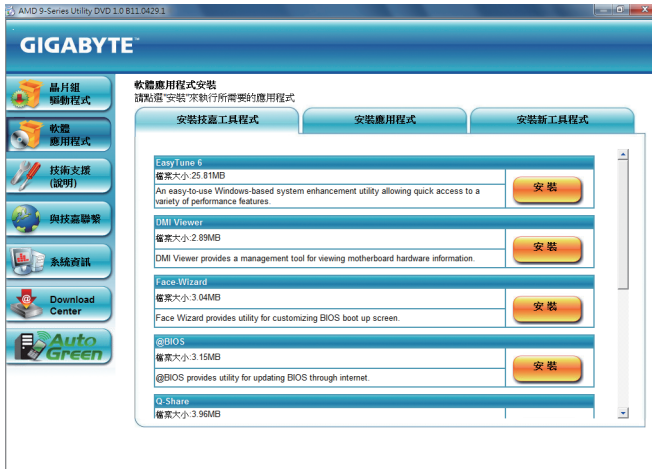 AMD 9-Series Utility DVD 1.0 B11.0429.1
GIGABYTE™
晶片組
驅動程式
軟體
應用程式
技術支援
(說明)
與技嘉聯繫
系統資訊
Download
Center
Auto
Green
軟體應用程式安裝
請點選"安裝"來執行所需要的應用程式
安裝技嘉工具程式
安裝應用程式
安裝新工具程式
EasyTune 6
檔案大小:25.81MB
An easy-to-use Windows-based system enhancement utility allowing quick access to a
variety of performance features.
安裝
DMI Viewer
檔案大小:2.89MB
DMI Viewer provides a management tool for viewing motherboard hardware information.
安裝
Face-Wizard
檔案大小:3.04MB
Face Wizard provides utility for customizing BIOS boot up screen.
安裝
@BIOS
檔案大小:3.15MB
@BIOS provides utility for updating BIOS through internet.
安裝
Q-Share
檔案大小:3.96MB